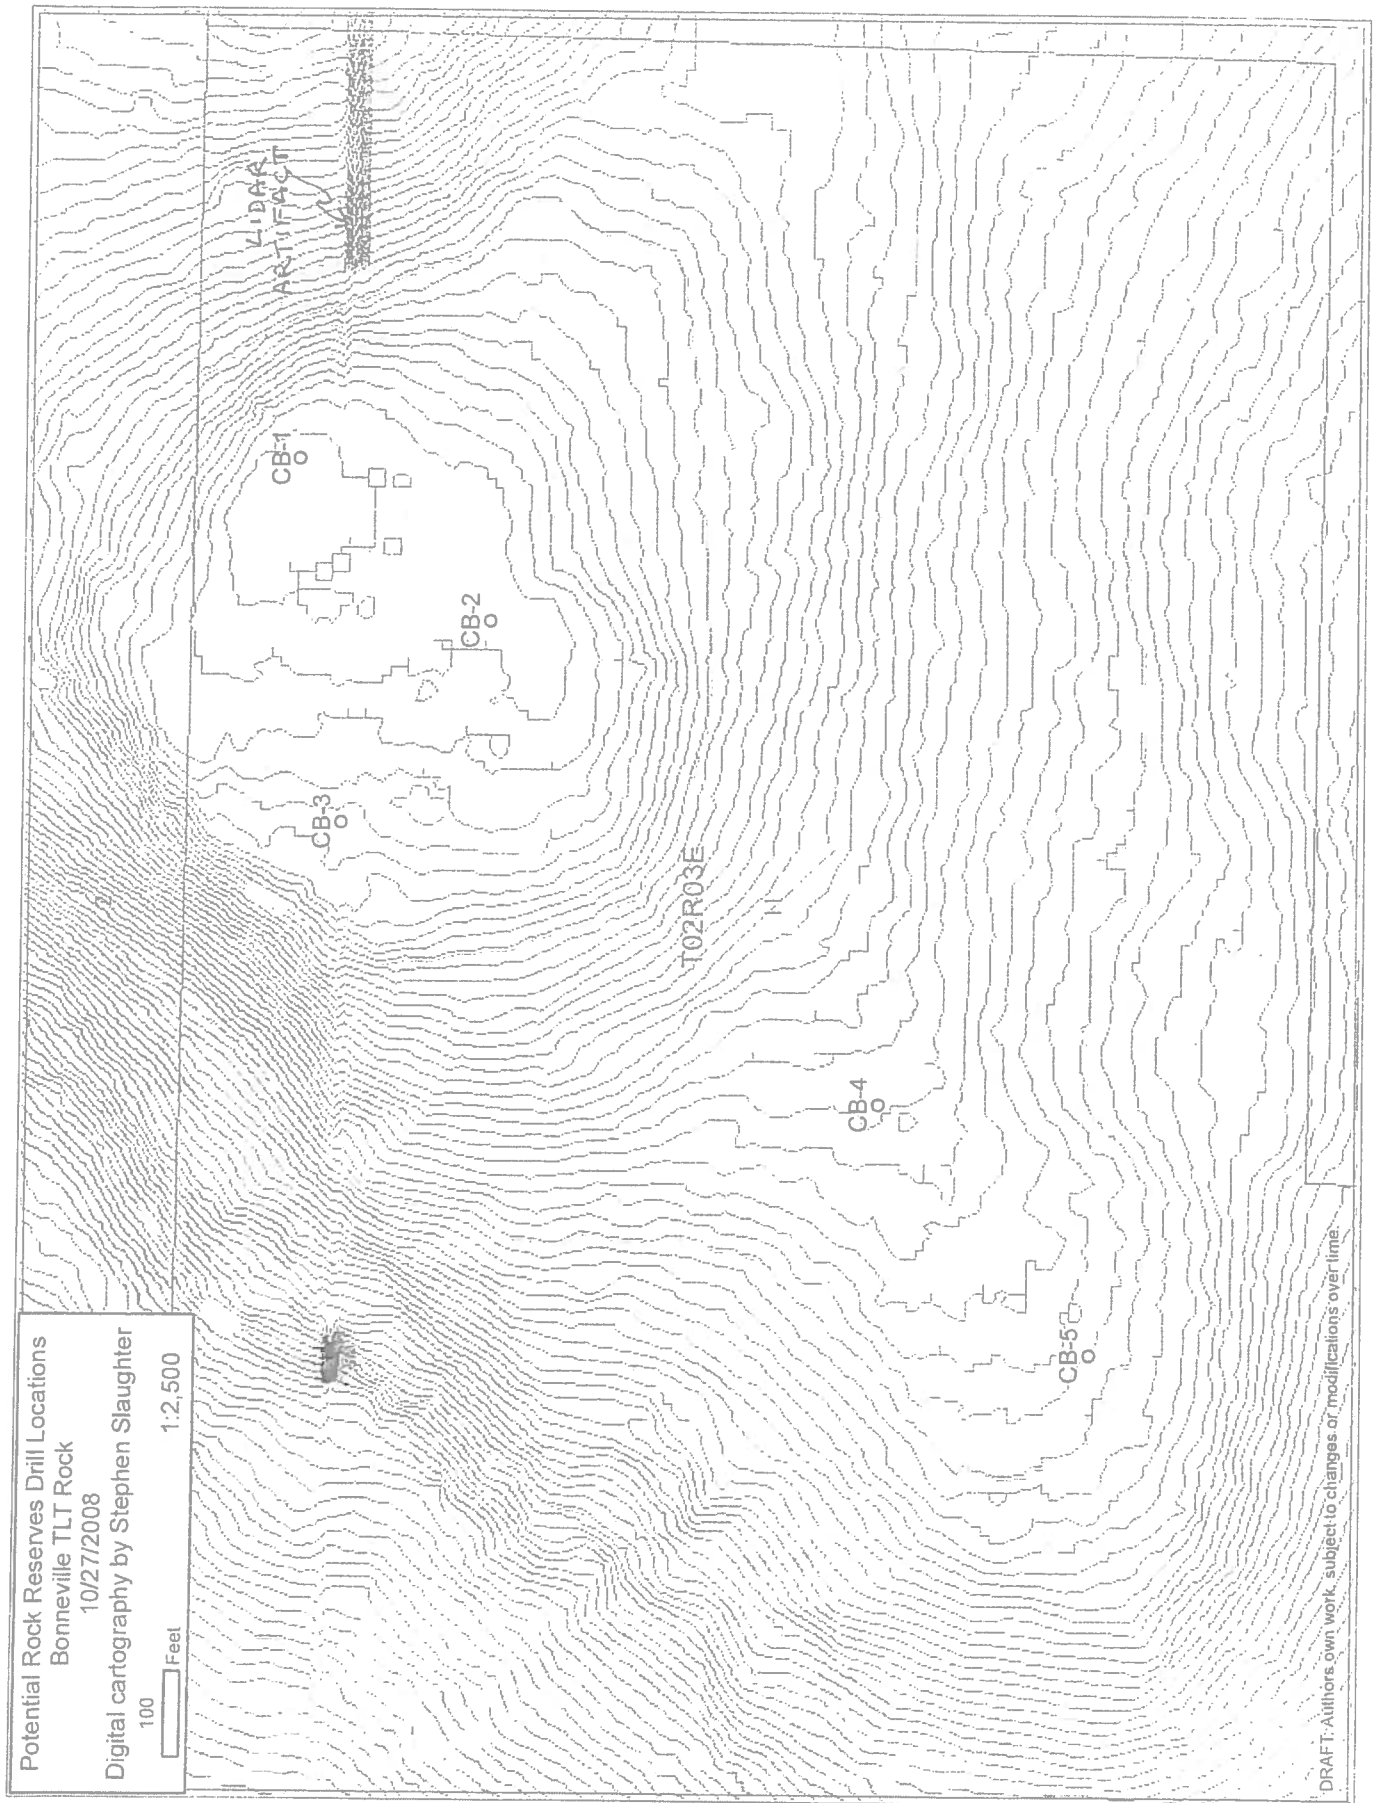 Potential Rock Reserves Drill Locations
Bonneville TLT Rock
10/27/2008
Digital cartography by Stephen Slaughter
100
Feet
1:2,500
2
LIDAR
ARTIFACT
CB-1
CB-2
CB-3
T02R03E
11
CB-4
CB-5
DRAFT: Authors own work, subject to changes or modifications over time.